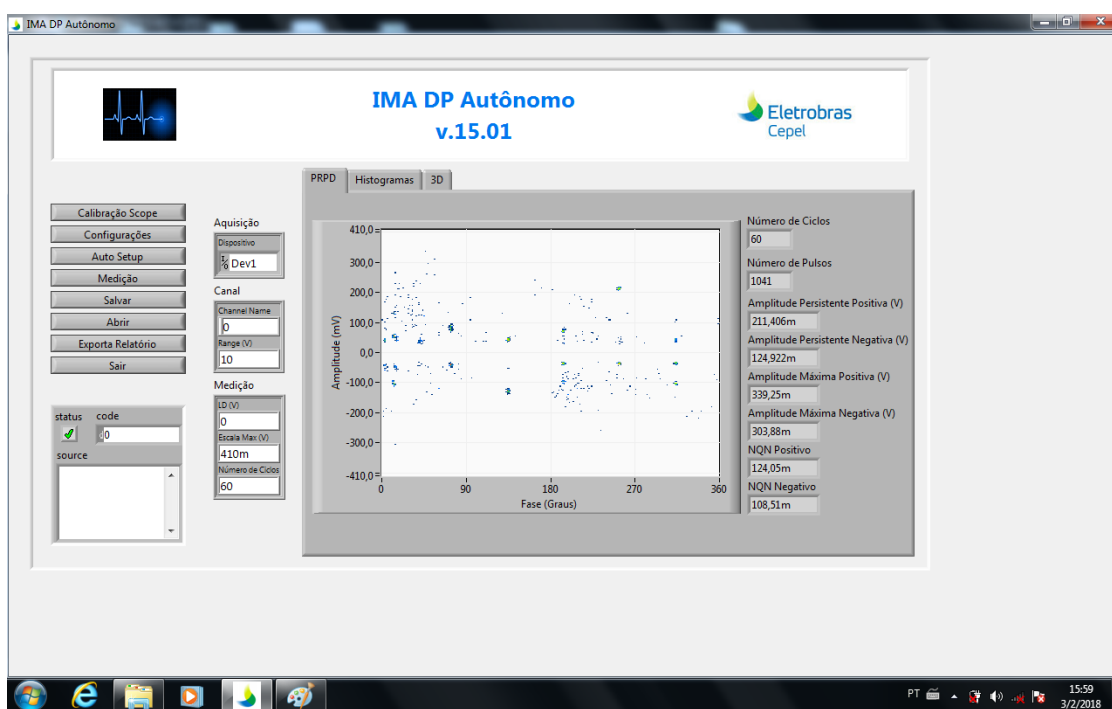 IMA DP Autônomo
IMA DP Autônomo
v.15.01
Eletrobras
Cepel
PRPD
Histogramas
3D
Calibração Scope
Configurações
Auto Setup
Medição
Salvar
Abrir
Exporta Relatório
Sair
status code
0
source
Aquisição
Dispositivo
I/O Dev1
Canal
Channel Name
0
Range (V)
10
Medição
LD (V)
0
Escala Max (V)
410m
Número de Ciclos
60
Amplitude (mV)
410,0
300,0
200,0
100,0
0,0
-100,0
-200,0
-300,0
-410,0
0 90 180 270 360
Fase (Graus)
Número de Ciclos
60
Número de Pulsos
1041
Amplitude Persistente Positiva (V)
211,406m
Amplitude Persistente Negativa (V)
124,922m
Amplitude Máxima Positiva (V)
339,25m
Amplitude Máxima Negativa (V)
303,88m
NQN Positivo
124,05m
NQN Negativo
108,51m
PT
15:59
3/2/2018